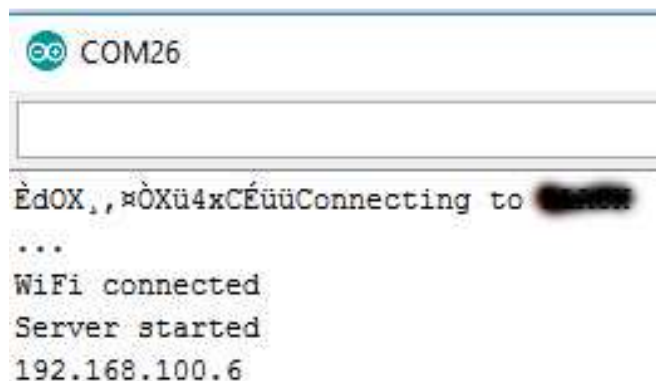 COM26
ÈdOX¸,¤ÒXü4xCÉüüConnecting to
...
WiFi connected
Server started
192.168.100.6